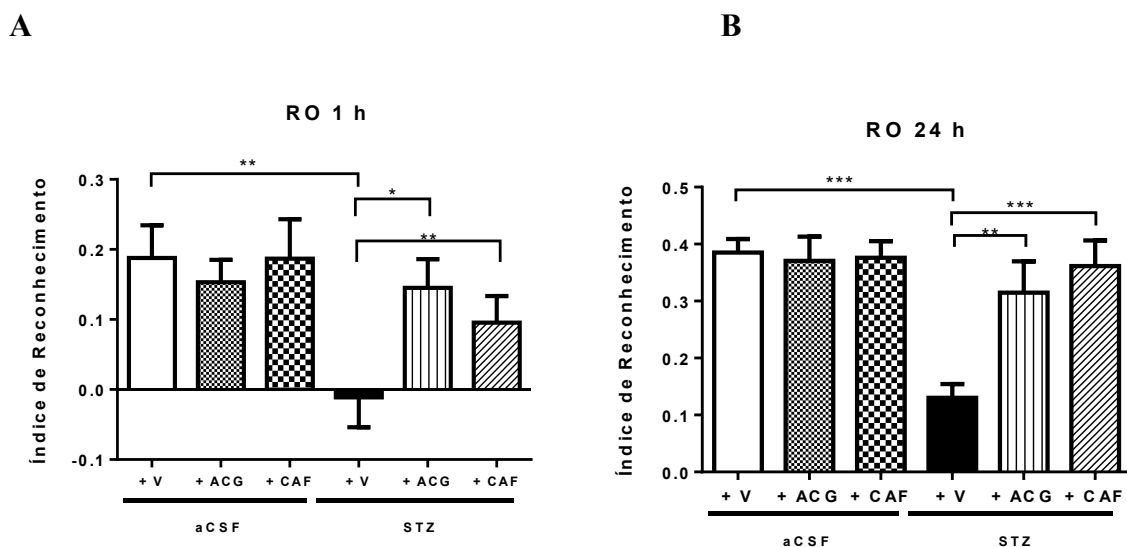 A
RO 1 h
Índice de Reconhecimento
0.3
0.2
0.1
0.0
-0.1
**
*
**
+ V
+ ACG
+ CAF
+ V
+ ACG
+ CAF
aCSF
STZ
B
RO 24 h
Índice de Reconhecimento
0.5
0.4
0.3
0.2
0.1
0.0
***
***
**
+ V
+ ACG
+ CAF
+ V
+ ACG
+ CAF
aCSF
STZ